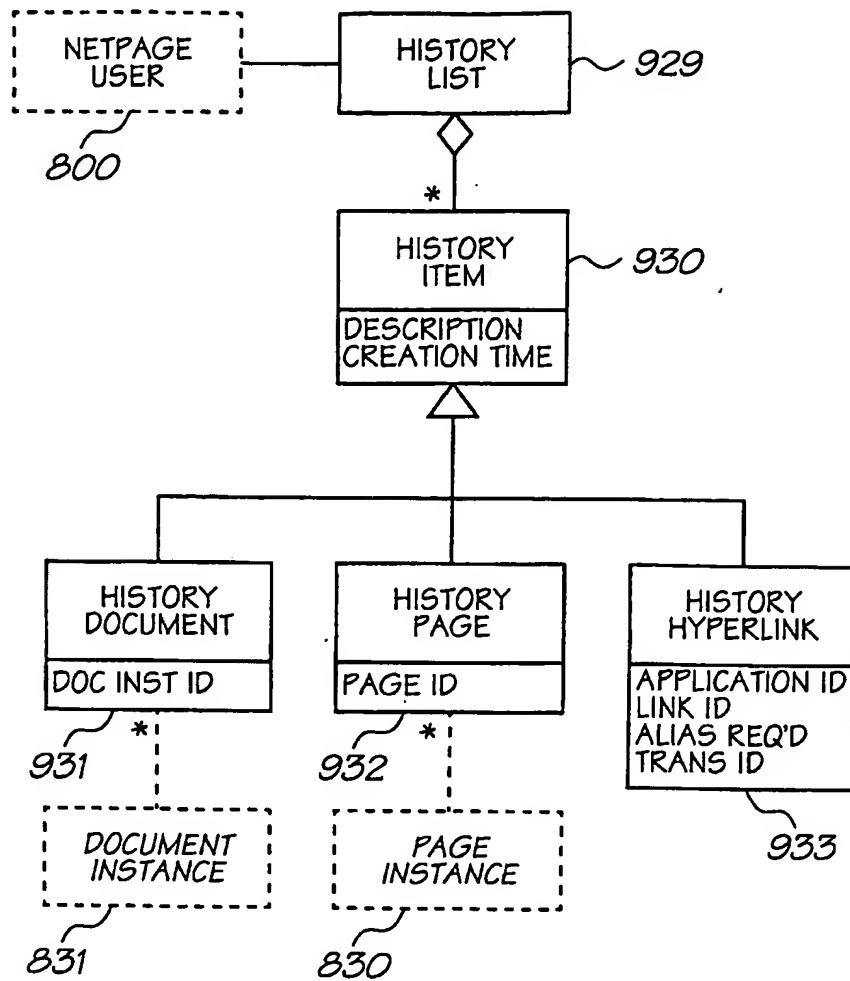 NETPAGE
USER
800
HISTORY
LIST
929
*
HISTORY
ITEM
930
DESCRIPTION
CREATION TIME
HISTORY
DOCUMENT
DOC INST ID
931
*
DOCUMENT
INSTANCE
831
HISTORY
PAGE
PAGE ID
932
*
PAGE
INSTANCE
830
HISTORY
HYPERLINK
APPLICATION ID
LINK ID
ALIAS REQ'D
TRANS ID
933